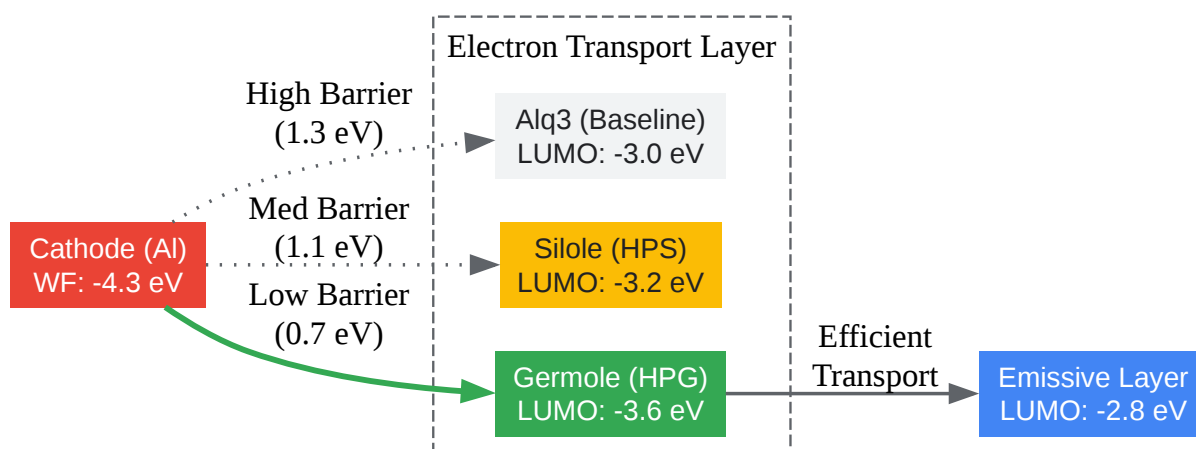 Electron Transport Layer
High Barrier
(1.3 eV)
Alq3 (Baseline)
LUMO: -3.0 eV
Cathode (Al)
WF: -4.3 eV
Med Barrier
(1.1 eV)
Silole (HPS)
LUMO: -3.2 eV
Low Barrier
(0.7 eV)
Germole (HPG)
LUMO: -3.6 eV
Efficient
Transport
Emissive Layer
LUMO: -2.8 eV